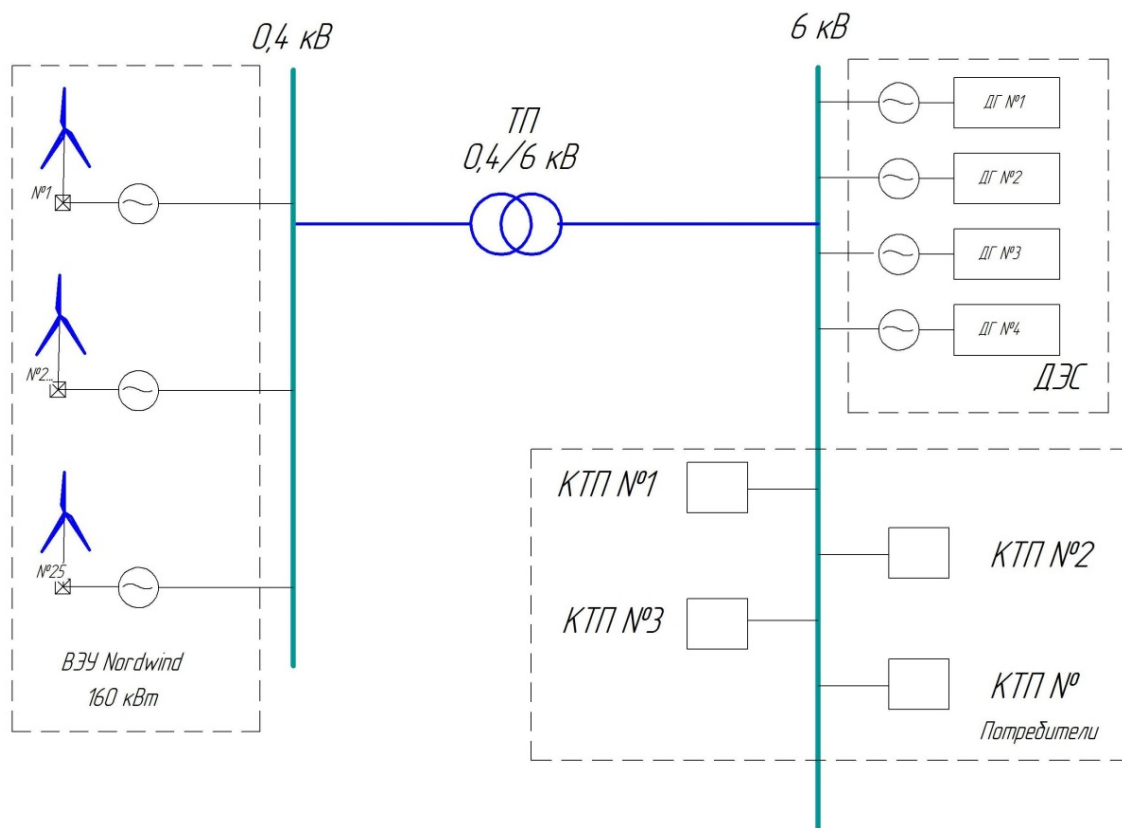 0,4 кВ
6 кВ
ТП
0,4/6 кВ
№1
№2...
№25
ВЭУ Nordwind
160 кВт
ДГ №1
ДГ №2
ДГ №3
ДГ №4
ДЭС
КТП №1
КТП №2
КТП №3
КТП №
Потребители